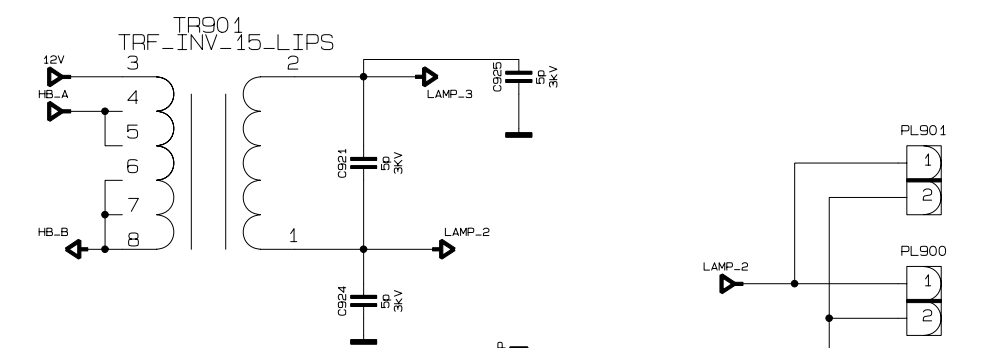 TR901
TRF_INV_15_LIPS
12V
3
2
HB_A
4
LAMP_3
C925
5p
3kV
5
6
C921
5p
3KV
7
HB_B
8
1
LAMP_2
C924
5p
3KV
PL901
1
2
PL900
LAMP_2
1
2